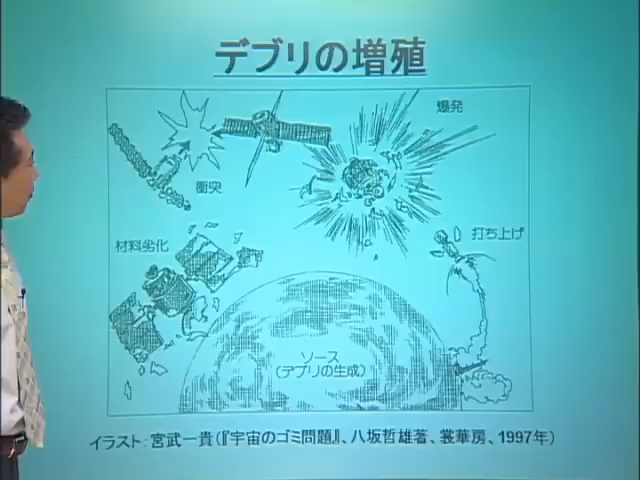 デブリの増殖
爆発
衝突
打ち上げ
材料劣化
ソース
(デブリの生成)
イラスト:宮武一貴(『宇宙のゴミ問題』、八坂哲雄著、裳華房、1997年)